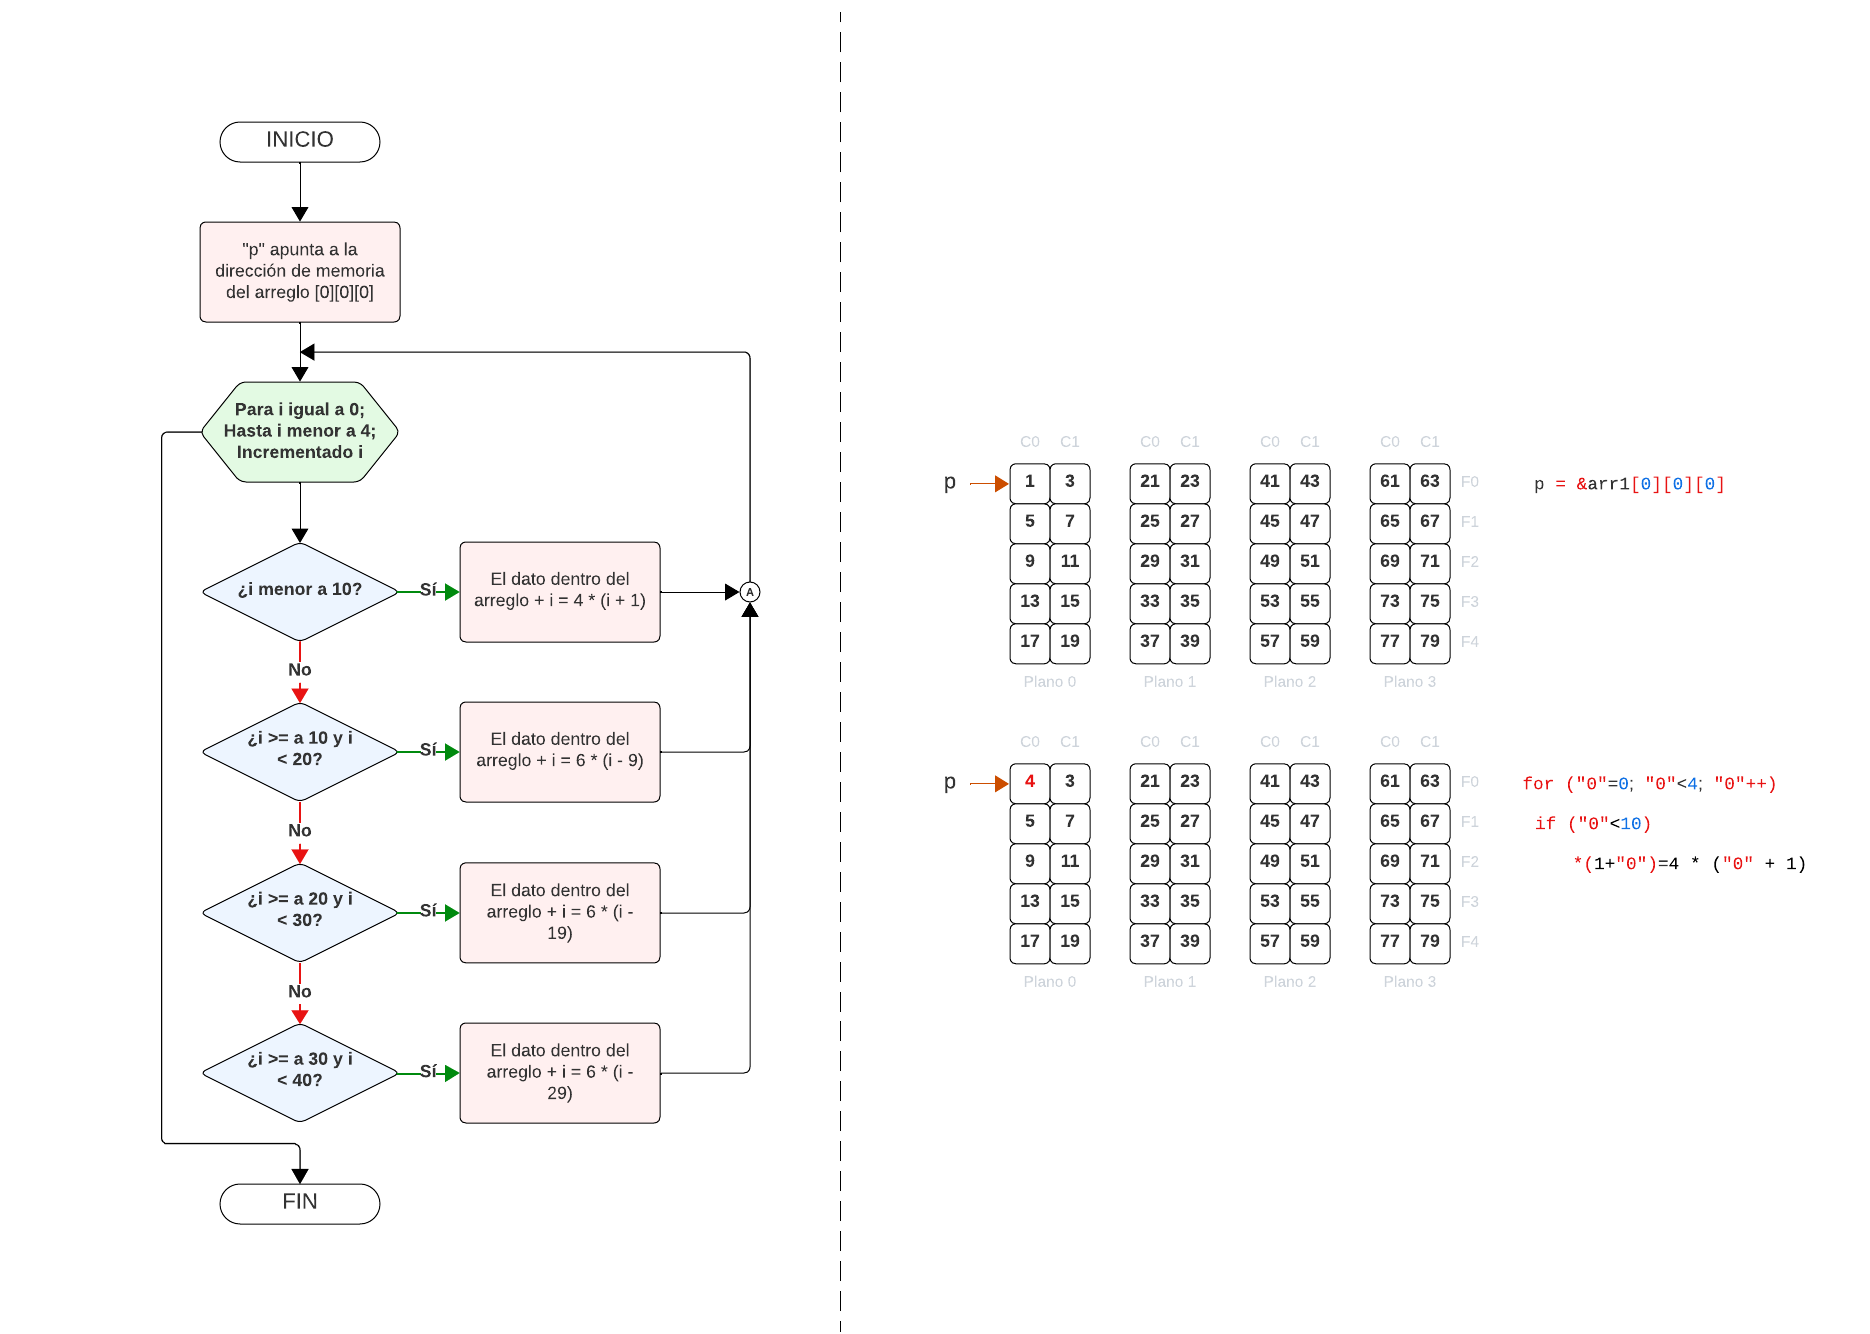 INICIO
"p" apunta a la
dirección de memoria
del arreglo [0][0][0]
Para i igual a 0;
Hasta i menor a 4;
Incrementado i
¿i menor a 10?
Sí
El dato dentro del
arreglo + i = 4 * (i + 1)
A
No
¿i >= a 10 y i
< 20?
Sí
El dato dentro del
arreglo + i = 6 * (i - 9)
No
¿i >= a 20 y i
< 30?
Sí
El dato dentro del
arreglo + i = 6 * (i -
19)
No
¿i >= a 30 y i
< 40?
Sí
El dato dentro del
arreglo + i = 6 * (i -
29)
FIN
C0 C1 C0 C1 C0 C1 C0 C1
p 1 3 21 23 41 43 61 63 F0 p = &arr1[0][0][0]
5 7 25 27 45 47 65 67 F1
9 11 29 31 49 51 69 71 F2
13 15 33 35 53 55 73 75 F3
17 19 37 39 57 59 77 79 F4
Plano 0 Plano 1 Plano 2 Plano 3
C0 C1 C0 C1 C0 C1 C0 C1
p 4 3 21 23 41 43 61 63 F0 for ("0"=0; "0"<4; "0"++)
5 7 25 27 45 47 65 67 F1 if ("0"<10)
9 11 29 31 49 51 69 71 F2 *(1+"0")=4 * ("0" + 1)
13 15 33 35 53 55 73 75 F3
17 19 37 39 57 59 77 79 F4
Plano 0 Plano 1 Plano 2 Plano 3